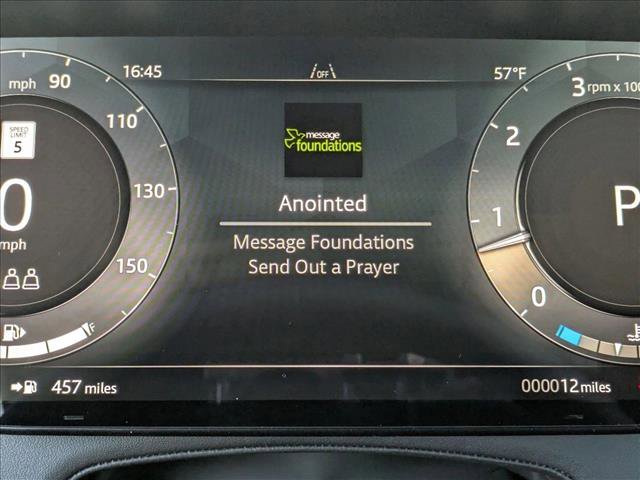 16:45
OFF
57°F
mph
90
110
130
150
SPEED
LIMIT
5
0
mph
F
message
foundations
Anointed
Message Foundations
Send Out a Prayer
3
rpm x 100
2
1
0
P
457 miles
000012 miles